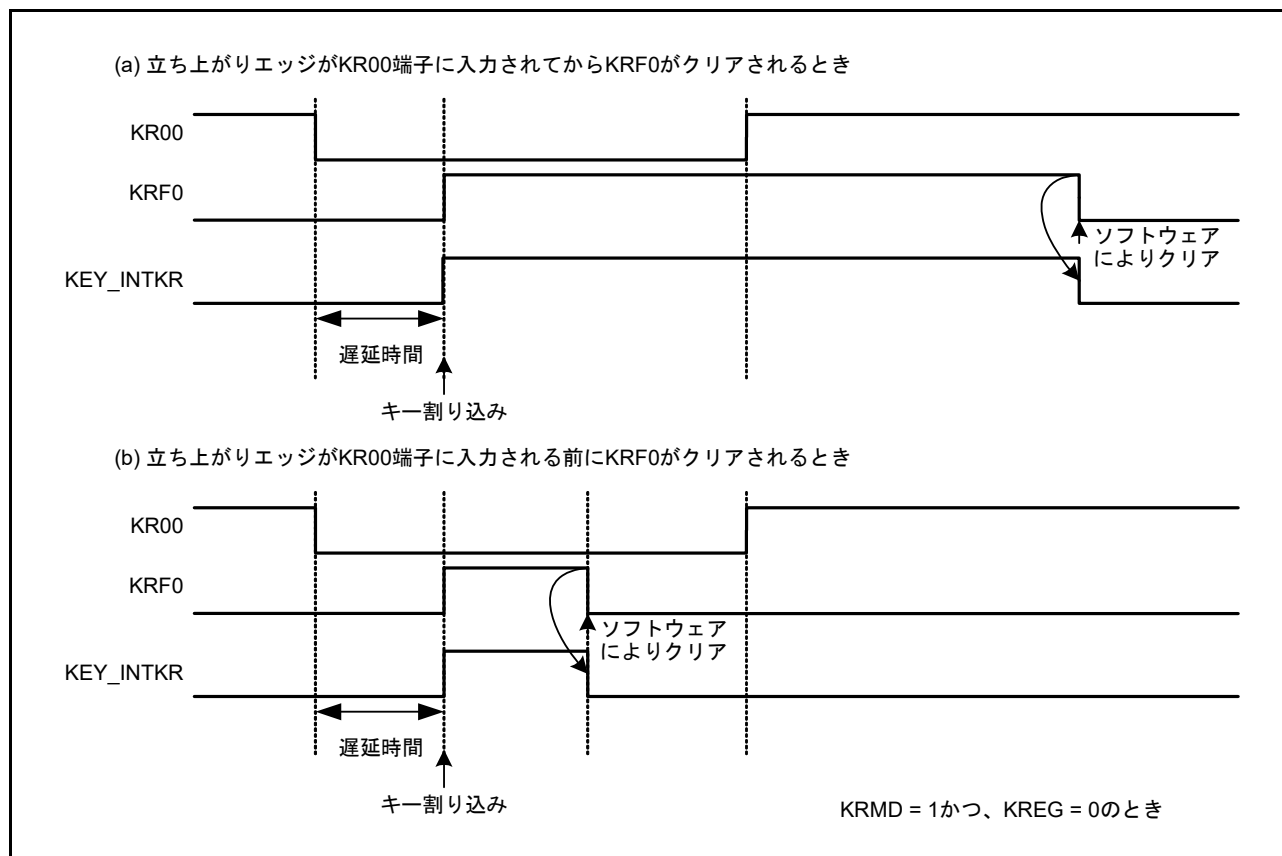 (a) 立ち上がりエッジがKR00端子に入力されてからKRF0がクリアされるとき
KR00
KRF0
ソフトウェア
によりクリア
KEY_INTKR
遅延時間
キー割り込み
(b) 立ち上がりエッジがKR00端子に入力される前にKRF0がクリアされるとき
KR00
KRF0
ソフトウェア
によりクリア
KEY_INTKR
遅延時間
キー割り込み
KRMD = 1かつ、KREG = 0のとき